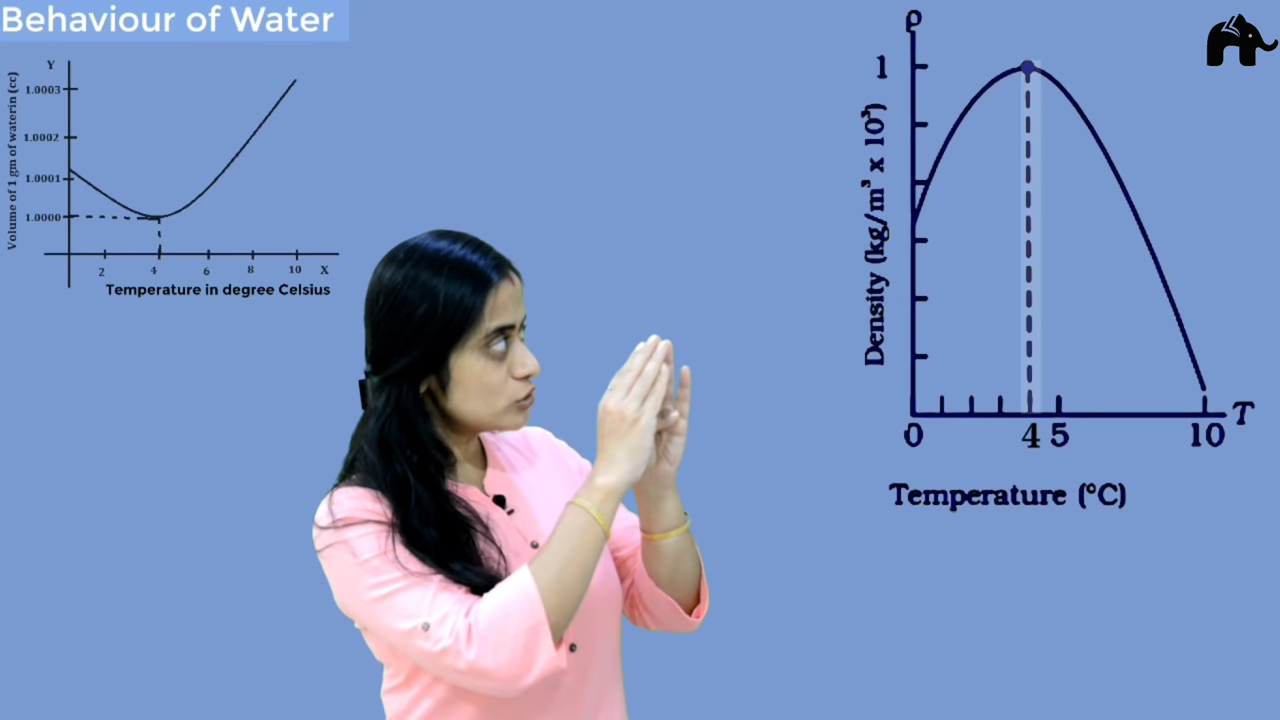 Behaviour of Water
Y
Volume of 1 gm of waterin (cc)
1.0003
1.0002
1.0001
1.0000
2 4 6 8 10 X
Temperature in degree Celsius
ρ
1
Density (kg/m³ x 10³)
0 4 5 10 T
Temperature (°C)